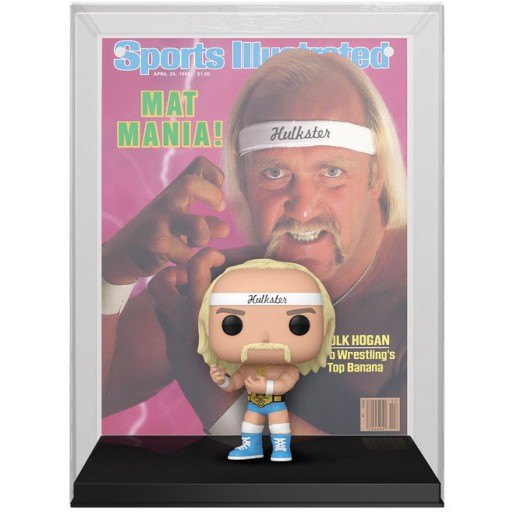 Sports Illustrated
APRIL 29, 1985 $1.95
MAT
MANIA!
Hulkster
Hulkster
ULK HOGAN
o Wrestling's
Top Banana